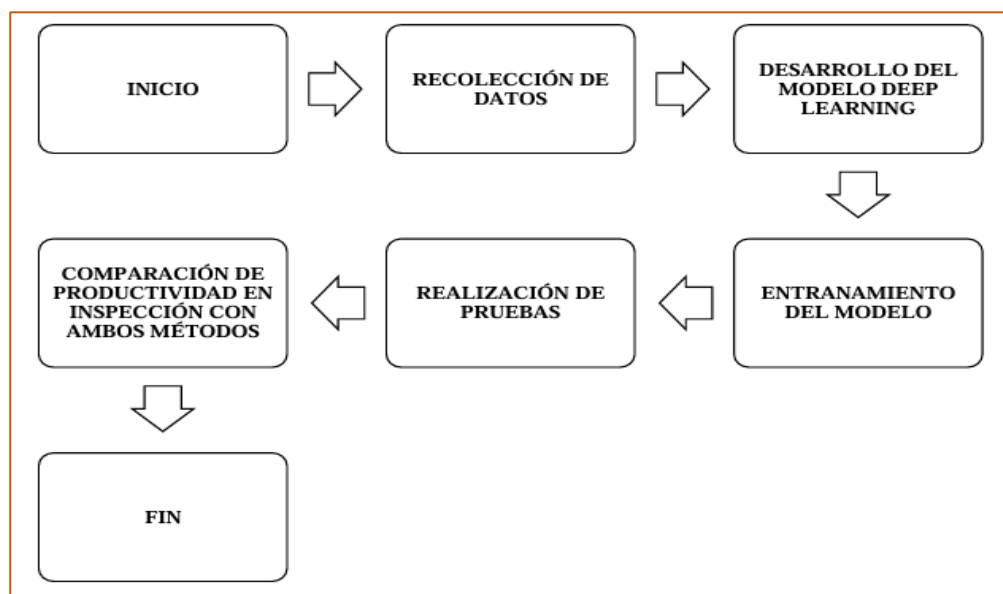 INICIO
RECOLECCIÓN DE
DATOS
DESARROLLO DEL
MODELO DEEP
LEARNING
ENTRANAMIENTO
DEL MODELO
REALIZACIÓN DE
PRUEBAS
COMPARACIÓN DE
PRODUCTIVIDAD EN
INSPECCIÓN CON
AMBOS MÉTODOS
FIN